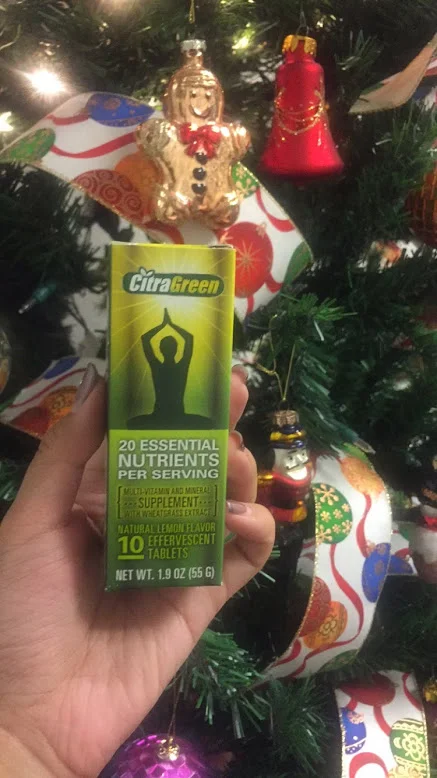 CitraGreen
20 ESSENTIAL
NUTRIENTS
PER SERVING
MULTI-VITAMIN AND MINERAL
SUPPLEMENT
WITH WHEATGRASS EXTRACT
NATURAL LEMON FLAVOR
10 EFFERVESCENT
TABLETS
NET WT. 1.9 OZ (55 G)